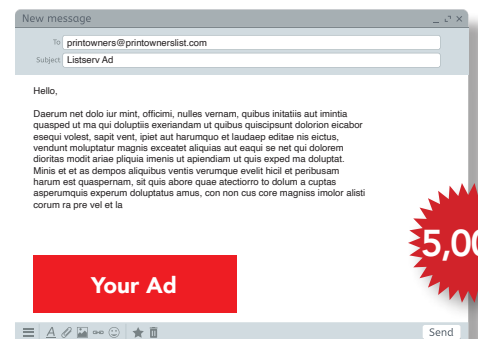 New message
To printowners@printownerslist.com
Subject Listserv Ad
Hello,
Daerum net dolo iur mint, officimi, nulles vernam, quibus initatiis aut imintia
quasped ut ma qui doluptiis exeriandam ut quibus quiscipsunt dolorion eicabor
esequi volest, sapit vent, ipiet aut harumquo et laudaep editae nis eictus,
vendunt moluptatur magnis exceatet aliquias aut eaqui se net qui dolorem
dioritas modit ariae pliquia imenis ut apiendiam ut quis exped ma doluptat.
Minis et et as dempos aliquibus ventis verumque evelit hicil et peribusam
harum est quaspernam, sit quis abore quae atectiorro to dolum a cuptas
asperumquis experum doluptatus amus, con non cus core magniss imolor alisti
corum ra pre vel et la
5,00
Your Ad
Send